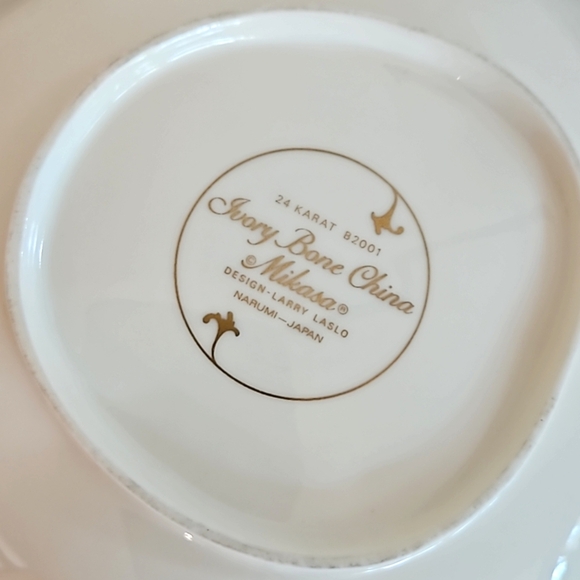 24 KARAT B2001
Ivory Bone China
©Mikasa®
DESIGN-LARRY LASLO
NARUMI—JAPAN